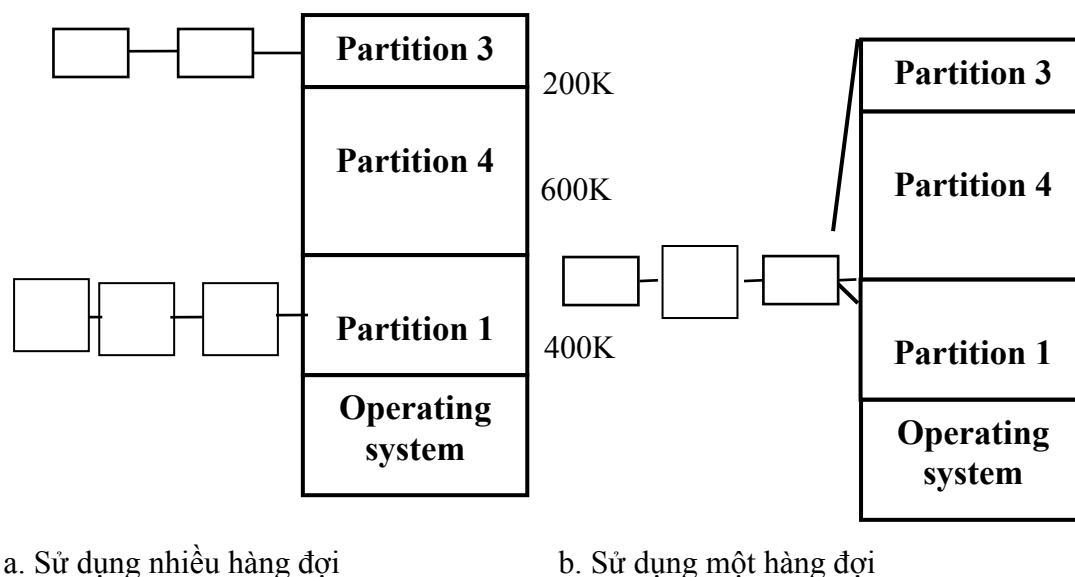 Partition 3
200K
Partition 4
600K
Partition 1
400K
Operating
system
Partition 3
Partition 4
Partition 1
Operating
system
a. Sử dụng nhiều hàng đợi
b. Sử dụng một hàng đợi